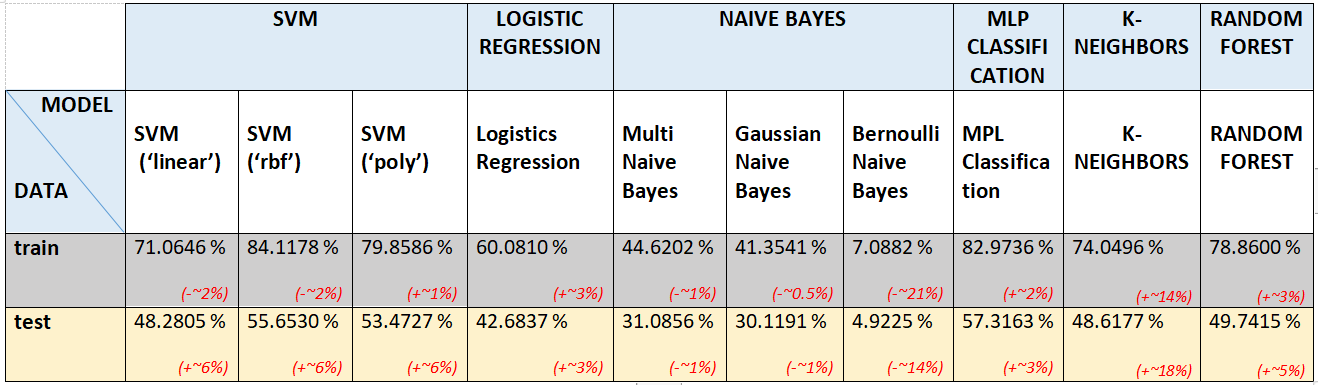 SVM
LOGISTIC
REGRESSION
NAIVE BAYES
MLP
CLASSIFI
CATION
K-
NEIGHBORS
RANDOM
FOREST
MODEL
DATA
SVM
(‘linear’)
SVM
(‘rbf’)
SVM
(‘poly’)
Logistics
Regression
Multi
Naive
Bayes
Gaussian
Naive
Bayes
Bernoulli
Naive
Bayes
MPL
Classifica
tion
K-
NEIGHBORS
RANDOM
FOREST
train
71.0646 %
(-~2%)
84.1178 %
(-~2%)
79.8586 %
(+~1%)
60.0810 %
(+~3%)
44.6202 %
(-~1%)
41.3541 %
(-~0.5%)
7.0882 %
(-~21%)
82.9736 %
(+~2%)
74.0496 %
(+~14%)
78.8600 %
(+~3%)
test
48.2805 %
(+~6%)
55.6530 %
(+~6%)
53.4727 %
(+~6%)
42.6837 %
(+~3%)
31.0856 %
(-~1%)
30.1191 %
(-~1%)
4.9225 %
(-~14%)
57.3163 %
(+~3%)
48.6177 %
(+~18%)
49.7415 %
(+~5%)